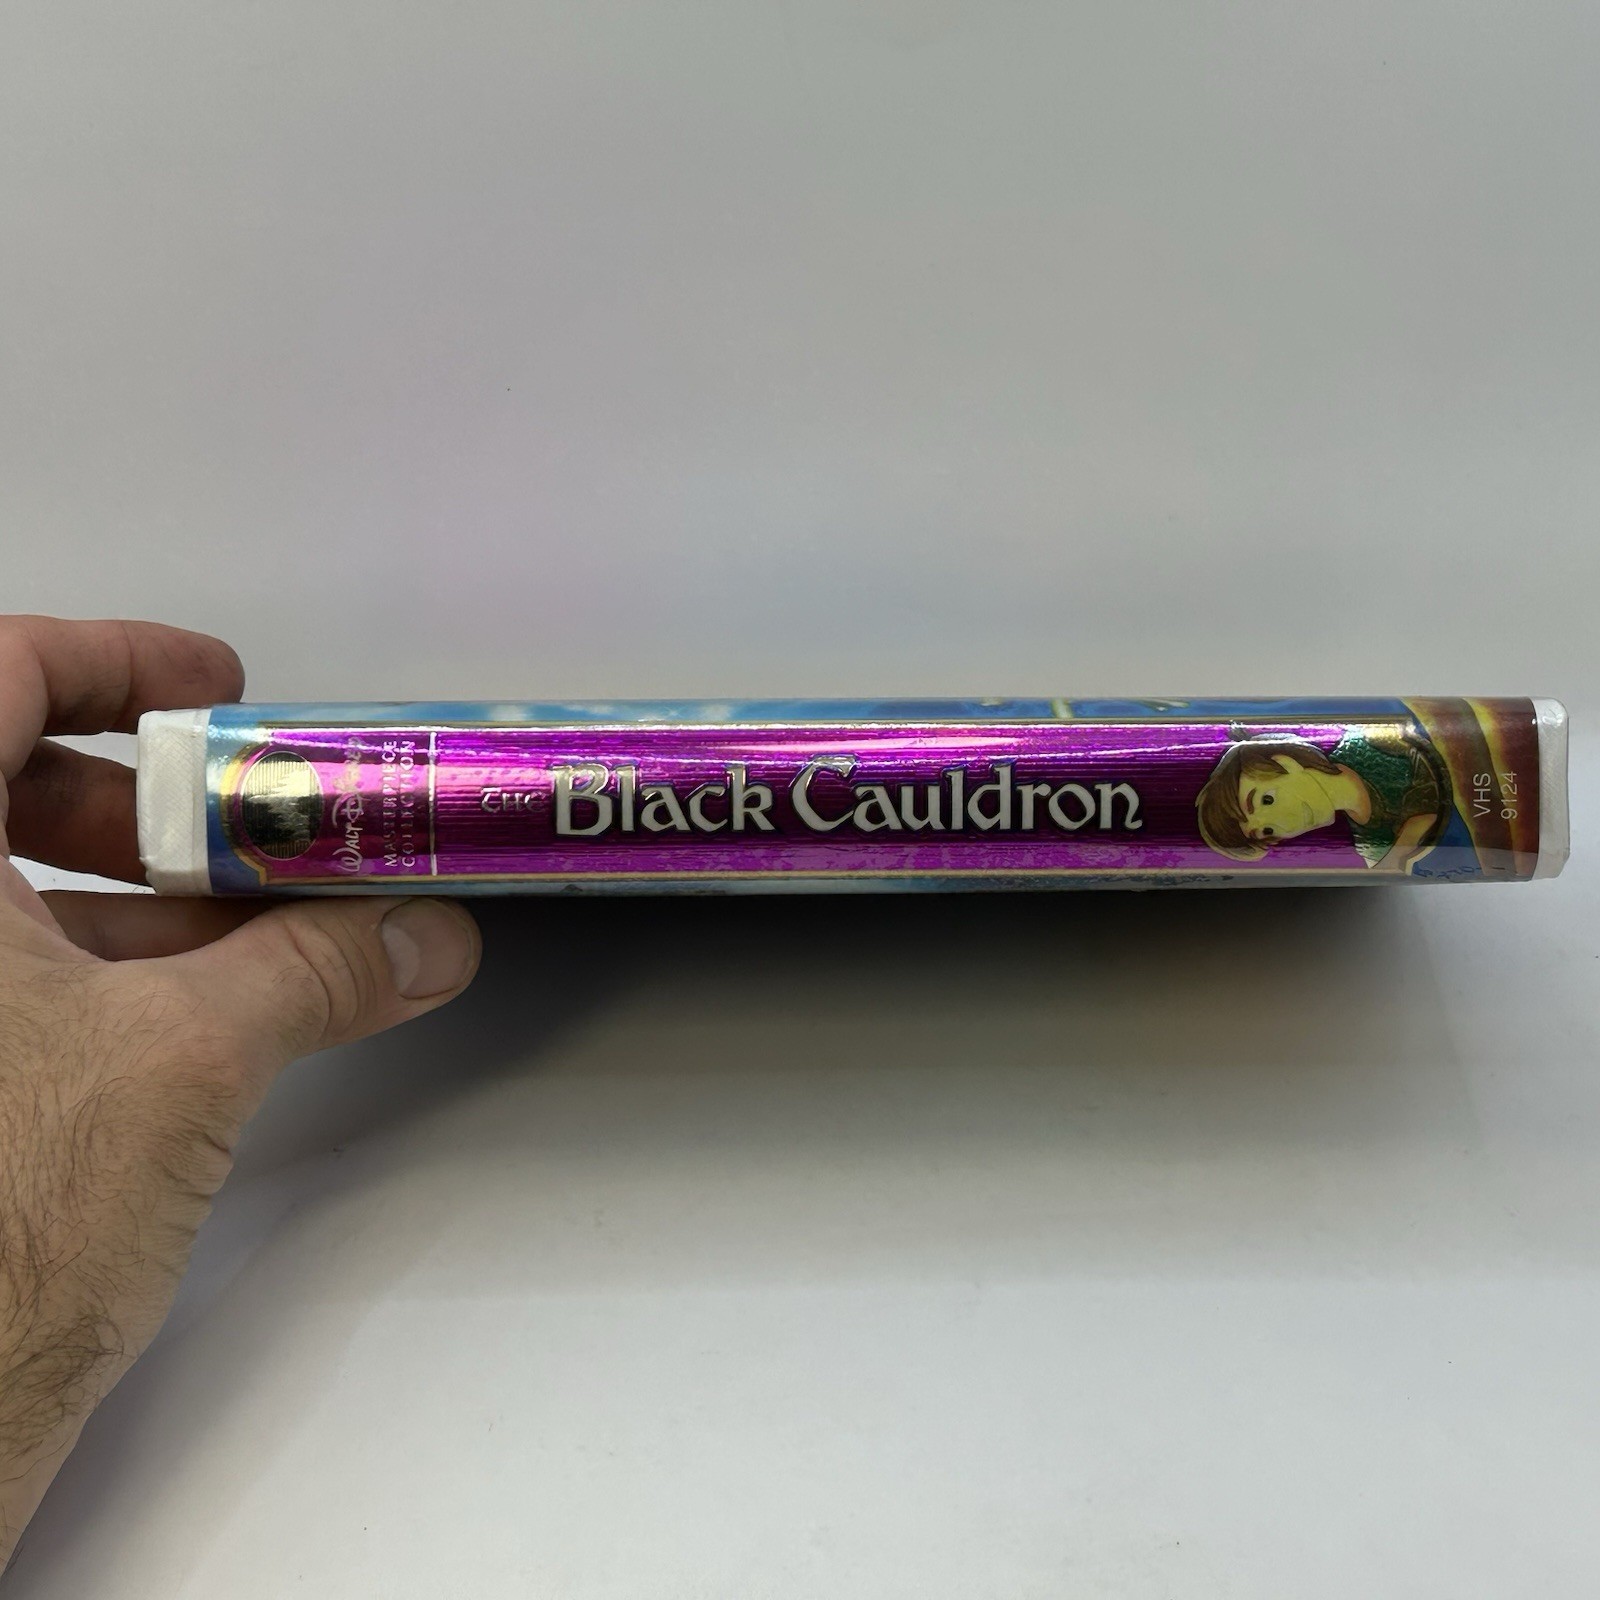 WALT DISNEY
MASTERPIECE
COLLECTION
THE Black Cauldron
VHS
9124